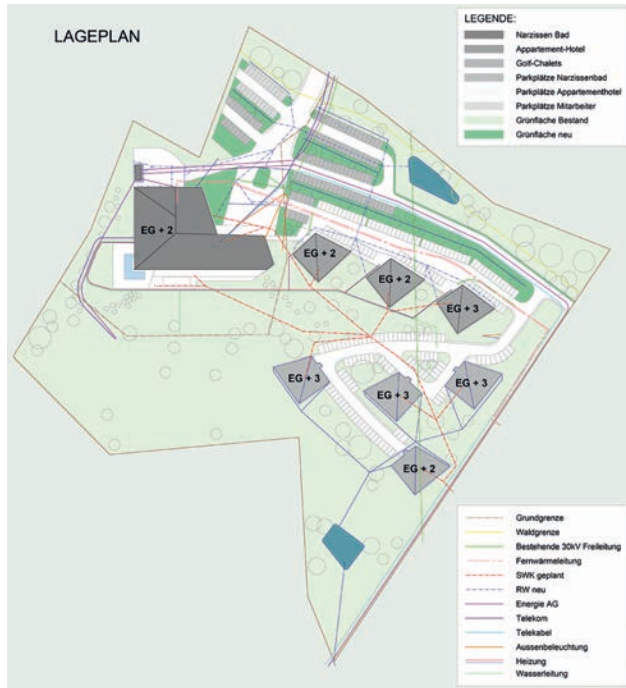 LAGEPLAN
LEGENDE:
Narzissen Bad
Appartement-Hotel
Golf-Chalets
Parkplätze Narzissenbad
Parkplätze Appartementhotel
Parkplätze Mitarbeiter
Grünfläche Bestand
Grünfläche neu
EG + 2
EG + 2
EG + 2
EG + 3
EG + 3
EG + 3
EG + 3
EG + 2
Grundgrenze
Waldgrenze
Bestehende 30kV Freileitung
Fernwärmeleitung
SWK geplant
RW neu
Energie AG
Telekom
Telekabel
Aussenbeleuchtung
Heizung
Wasserleitung